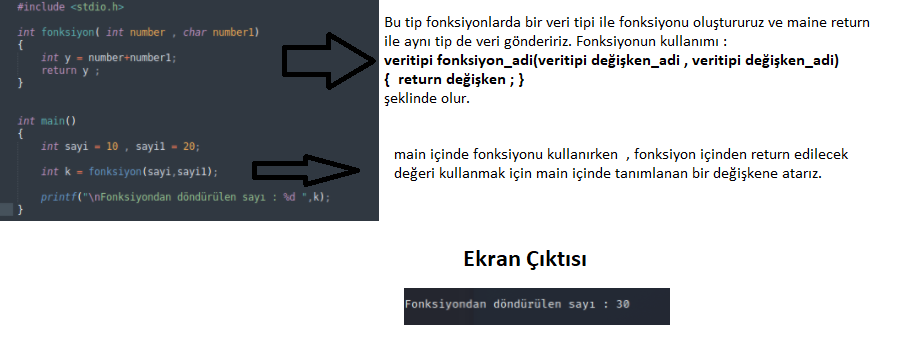 #include <stdio.h>
int fonksiyon( int number , char number1)
{
int y = number+number1;
return y ;
}
int main()
{
int sayi = 10 , sayi1 = 20;
int k = fonksiyon(sayi,sayi1);
printf("\nFonksiyondan döndürülen sayı : %d ",k);
}
Bu tip fonksiyonlarda bir veri tipi ile fonksiyonu oluştururuz ve maine return
ile aynı tip de veri göndeririz. Fonksiyonun kullanımı :
veritipi fonksiyon_adi(veritipi değişken_adi , veritipi değişken_adi)
{ return değişken ; }
şeklinde olur.
main içinde fonksiyonu kullanırken , fonksiyon içinden return edilecek
değeri kullanmak için main içinde tanımlanan bir değişkene atarız.
Ekran Çıktısı
Fonksiyondan döndürülen sayı : 30